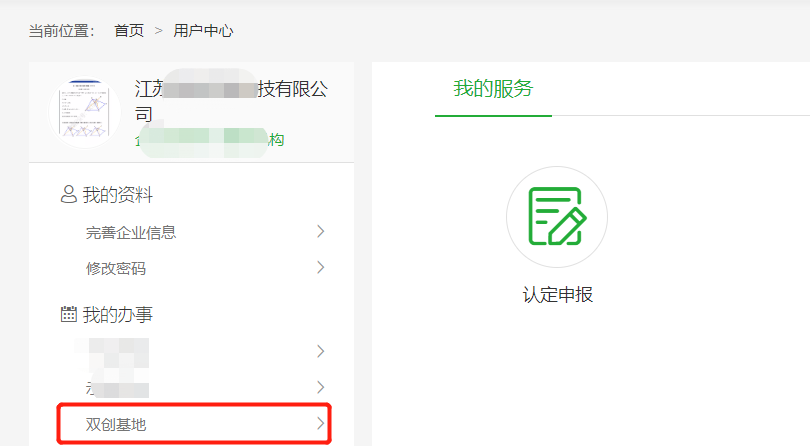 当前位置： 首页 > 用户中心
江苏 技有限公
司
构
我的资料
完善企业信息
修改密码
我的办事
双创基地
我的服务
认定申报